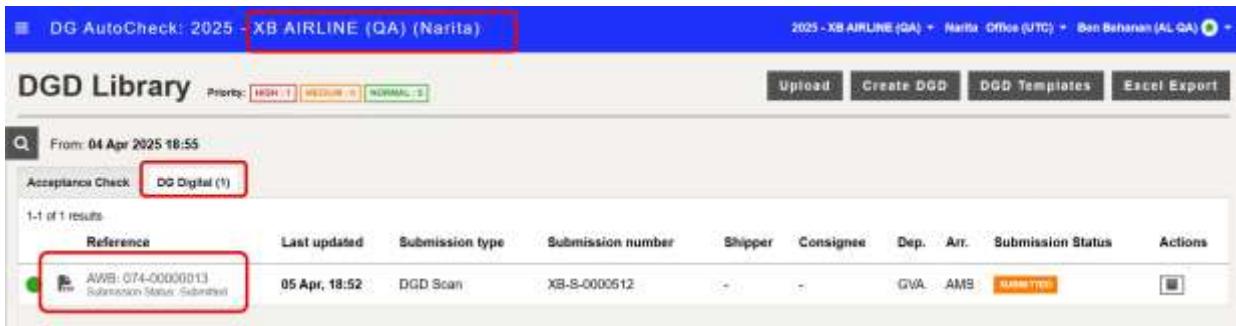 DG AutoCheck: 2025 - XB AIRLINE (QA) (Narita)
2025 - XB AIRLINE (QA) Narita Office (UTC) Ben Behanan (AL QA)
DGD Library Priority: HIGH : 1 NORMAL : 5
Upload Create DGD DGD Templates Excel Export
From: 04 Apr 2025 18:55
Acceptance Check DG Digital (1)
1-1 of 1 results
Reference Last updated Submission type Submission number Shipper Consignee Dep. Arr. Submission Status Actions
AWB: 074-00000013 05 Apr, 18:52 DGD Scan XB-S-0000512 - - GVA AMS SUBMITTED
Submission Status: Submitted